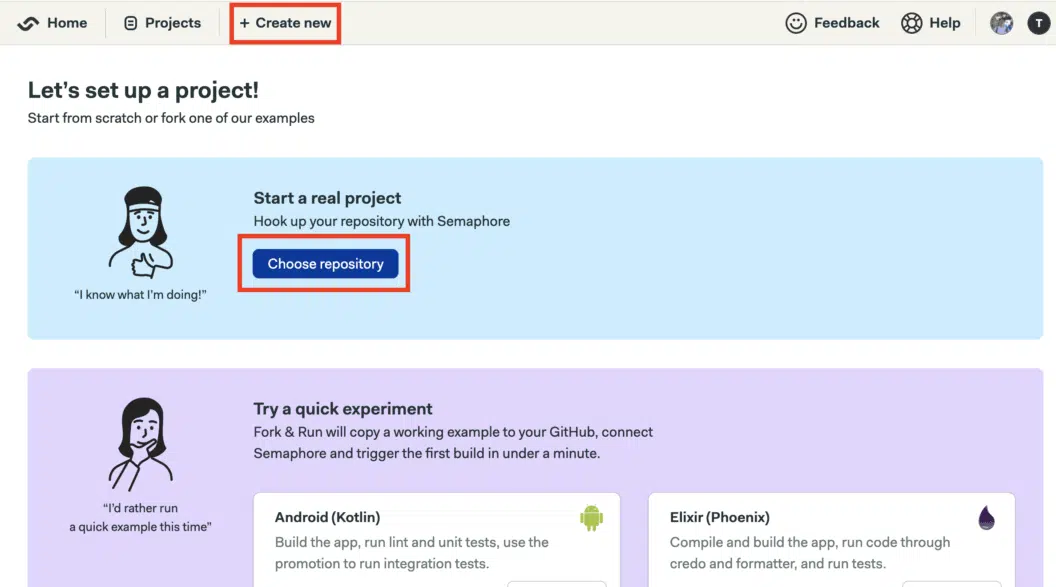 Home
Projects
+ Create new
Feedback
Help
T
Let's set up a project!
Start from scratch or fork one of our examples
Start a real project
Hook up your repository with Semaphore
Choose repository
“I know what I'm doing!”
Try a quick experiment
Fork & Run will copy a working example to your GitHub, connect
Semaphore and trigger the first build in under a minute.
“I'd rather run
a quick example this time”
Android (Kotlin)
Build the app, run lint and unit tests, use the
promotion to run integration tests.
Elixir (Phoenix)
Compile and build the app, run code through
credo and formatter, and run tests.